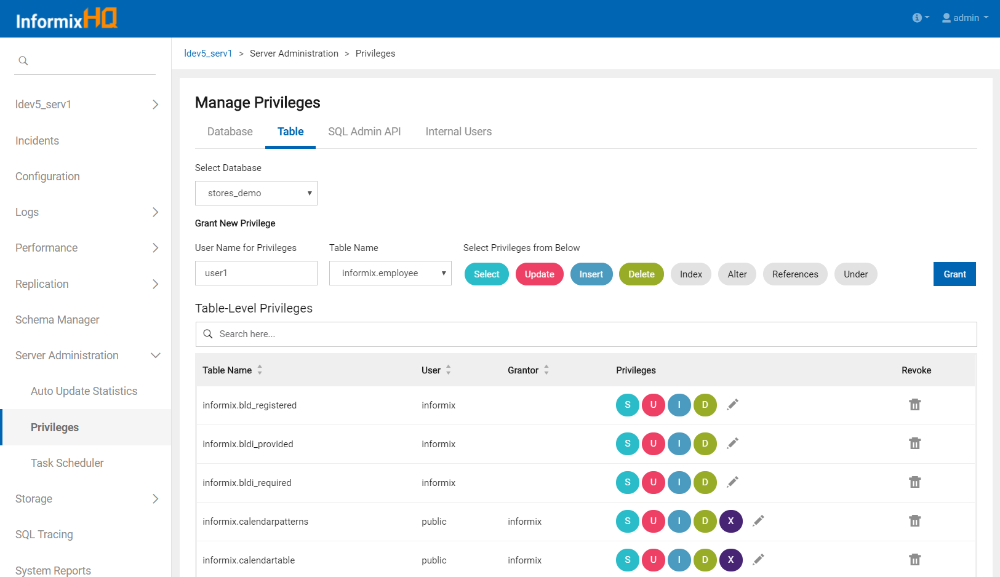 InformixHQ
admin
ldev5_serv1 > Server Administration > Privileges
ldev5_serv1
Incidents
Configuration
Logs
Performance
Replication
Schema Manager
Server Administration
Auto Update Statistics
Privileges
Task Scheduler
Storage
SQL Tracing
System Reports
Manage Privileges
Database Table SQL Admin API Internal Users
Select Database
stores_demo
Grant New Privilege
User Name for Privileges Table Name Select Privileges from Below
user1 informix.employee Select Update Insert Delete Index Alter References Under Grant
Table-Level Privileges
Search here...
Table Name User Grantor Privileges Revoke
informix.bld_registered informix S U I D
informix.bldi_provided informix S U I D
informix.bldi_required informix S U I D
informix.calendarpatterns public informix S U I D X
informix.calendartable public informix S U I D X